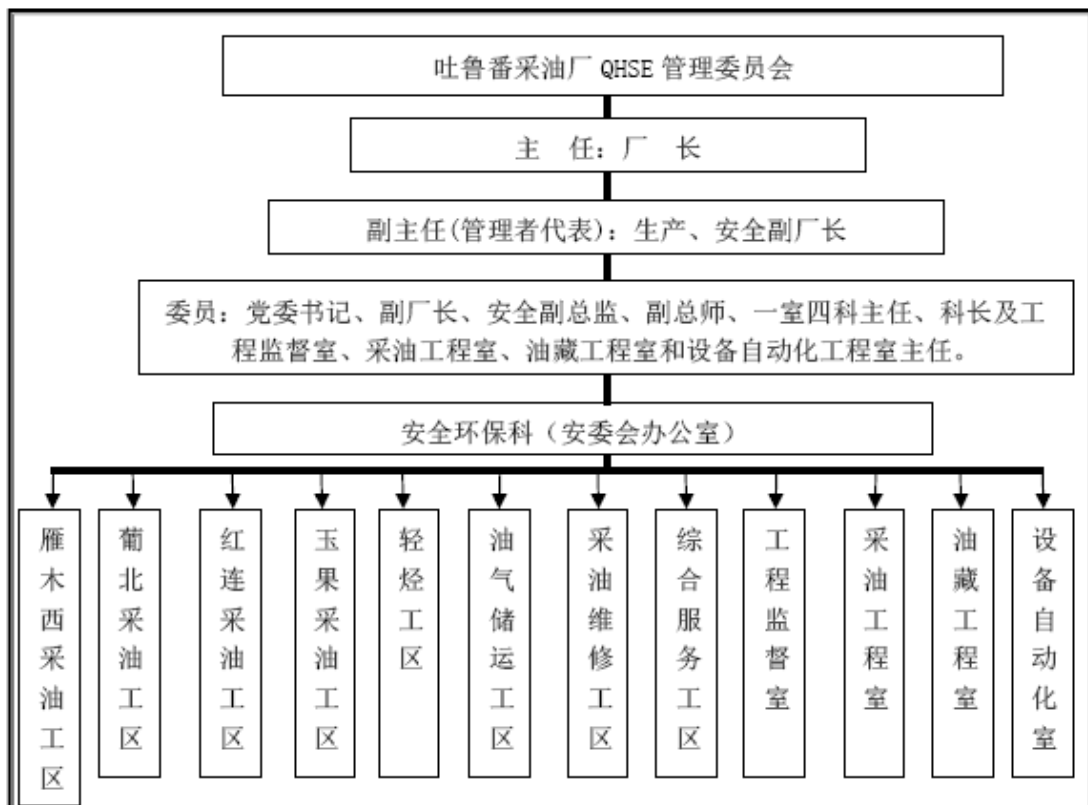 吐鲁番采油厂 QHSE 管理委员会
主 任：厂 长
副主任(管理者代表)：生产、安全副厂长
委员：党委书记、副厂长、安全副总监、副总师、一室四科主任、科长及工
程监督室、采油工程室、油藏工程室和设备自动化工程室主任。
安全环保科（安委会办公室）
雁木西采油工区
葡北采油工区
红连采油工区
玉果采油工区
轻烃工区
油气储运工区
采油维修工区
综合服务工区
工程监督室
采油工程室
油藏工程室
设备自动化室